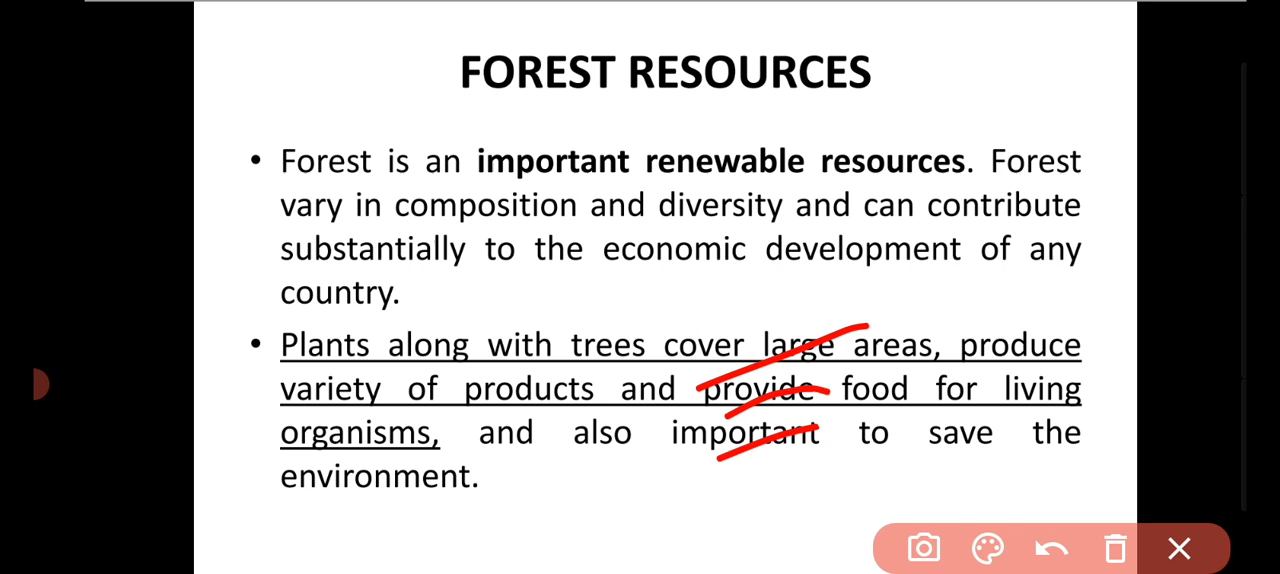 FOREST RESOURCES
• Forest is an important renewable resources. Forest
vary in composition and diversity and can contribute
substantially to the economic development of any
country.
• Plants along with trees cover large areas, produce
variety of products and provide food for living
organisms, and also important to save the
environment.